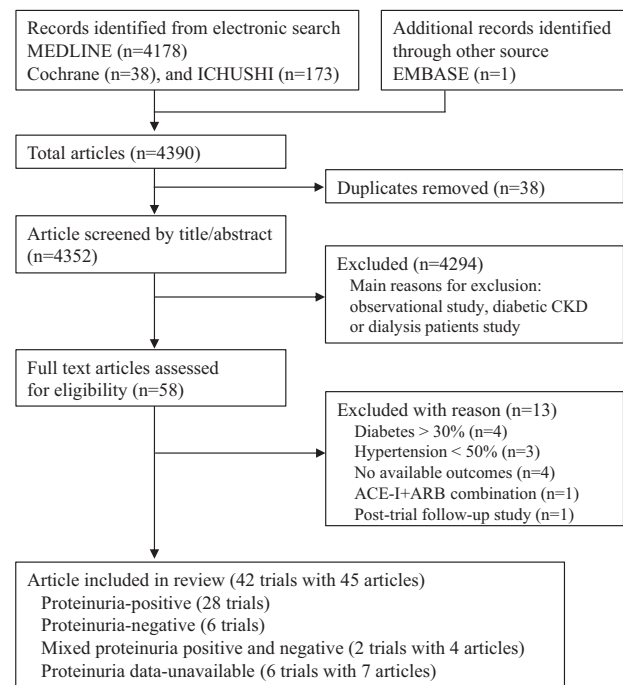 Records identified from electronic search
MEDLINE (n=4178)
Cochrane (n=38), and ICHUSHI (n=173)
Additional records identified
through other source
EMBASE (n=1)
Total articles (n=4390)
Duplicates removed (n=38)
Article screened by title/abstract
(n=4352)
Excluded (n=4294)
Main reasons for exclusion:
observational study, diabetic CKD
or dialysis patients study
Full text articles assessed
for eligibility (n=58)
Excluded with reason (n=13)
Diabetes > 30% (n=4)
Hypertension < 50% (n=3)
No available outcomes (n=4)
ACE-I+ARB combination (n=1)
Post-trial follow-up study (n=1)
Article included in review (42 trials with 45 articles)
Proteinuria-positive (28 trials)
Proteinuria-negative (6 trials)
Mixed proteinuria positive and negative (2 trials with 4 articles)
Proteinuria data-unavailable (6 trials with 7 articles)